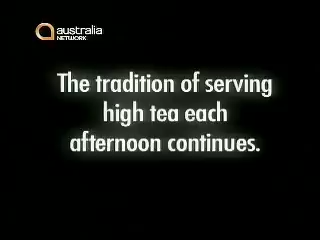 australia
NETWORK
The tradition of serving
high tea each
afternoon continues.